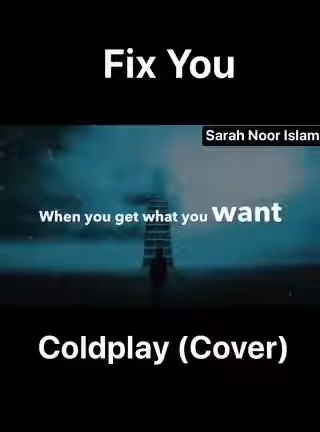 Fix You
Sarah Noor Islam
When you get what you want
Coldplay (Cover)